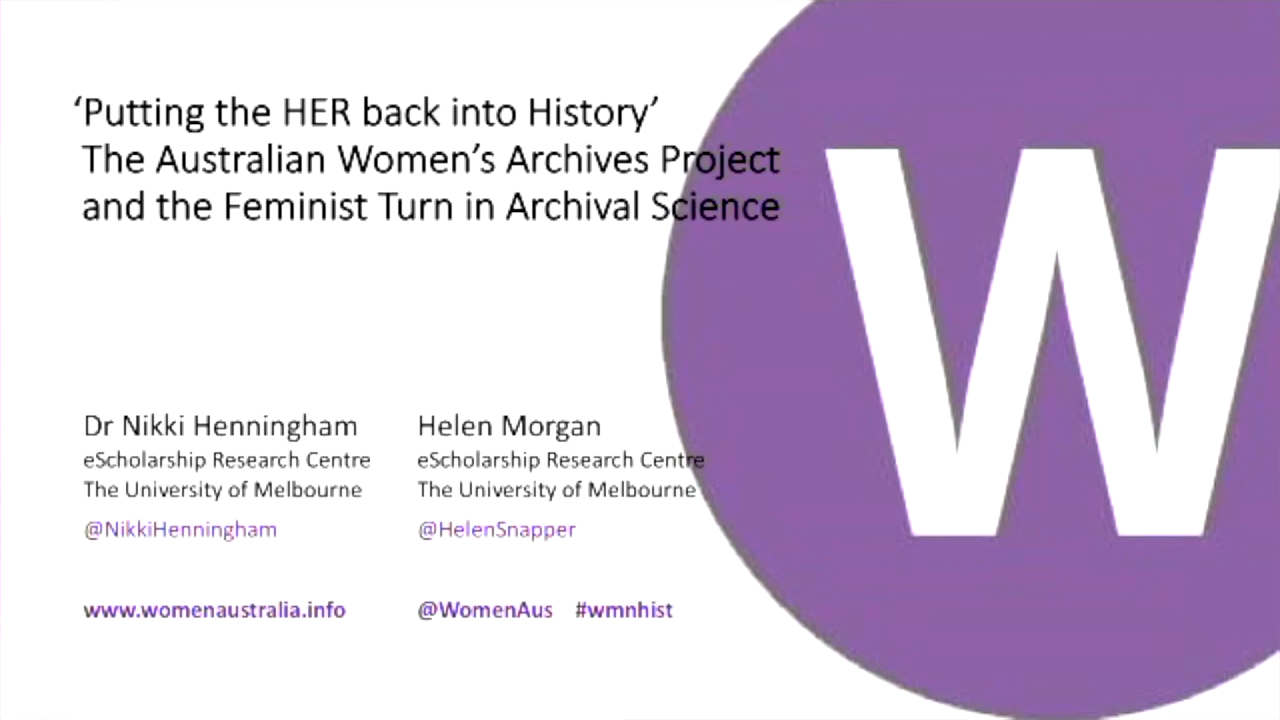 ‘Putting the HER back into History’
The Australian Women’s Archives Project
and the Feminist Turn in Archival Science
W
Dr Nikki Henningham
eScholarship Research Centre
The University of Melbourne
@NikkiHenningham
Helen Morgan
eScholarship Research Centre
The University of Melbourne
@HelenSnapper
www.womenaustralia.info
@WomenAus #wmnhist